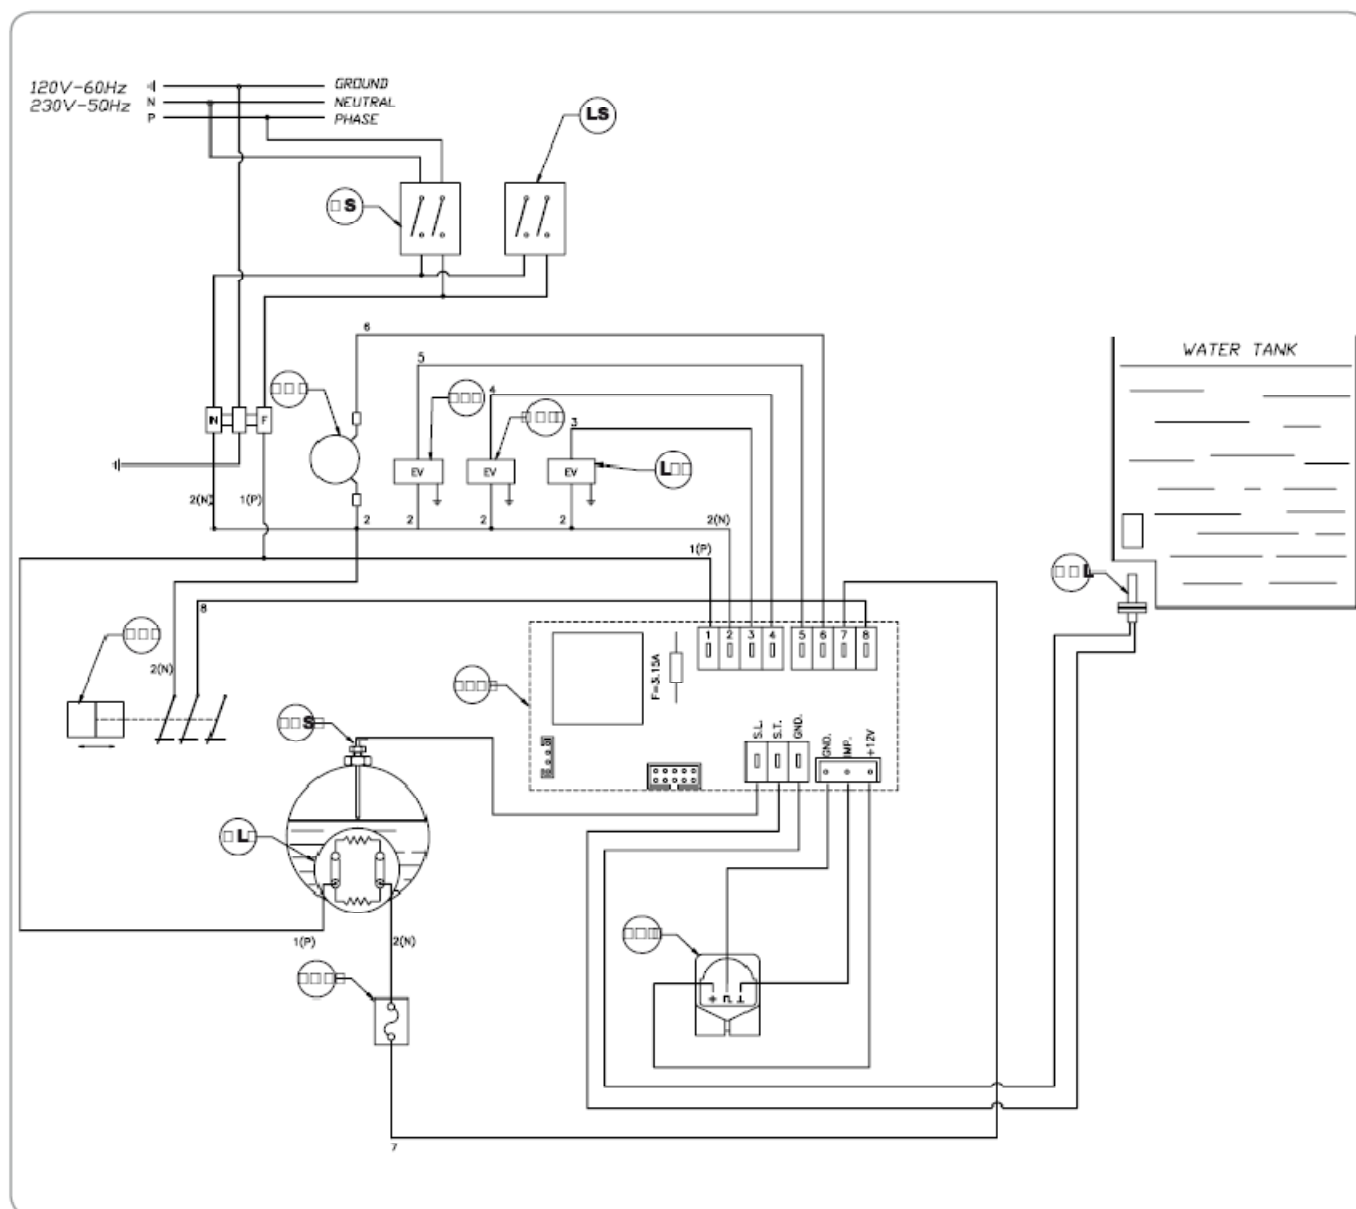 120V-60Hz
230V-50Hz
N
P
GROUND
NEUTRAL
PHASE
LS
□S
6
5
4
3
WATER TANK
□□□
□□□
□□□
L□□
IN
F
EV
EV
EV
2(N)
1(P)
2
2
2
2
2(N)
1(P)
□□L
8
□□□
2(N)
1
2
3
4
5
6
7
8
F=3.15A
□□□
□□S
S.L.
S.T.
GND.
GND.
IMP.
+12V
□L□
1(P)
2(N)
□□□
□□□
7